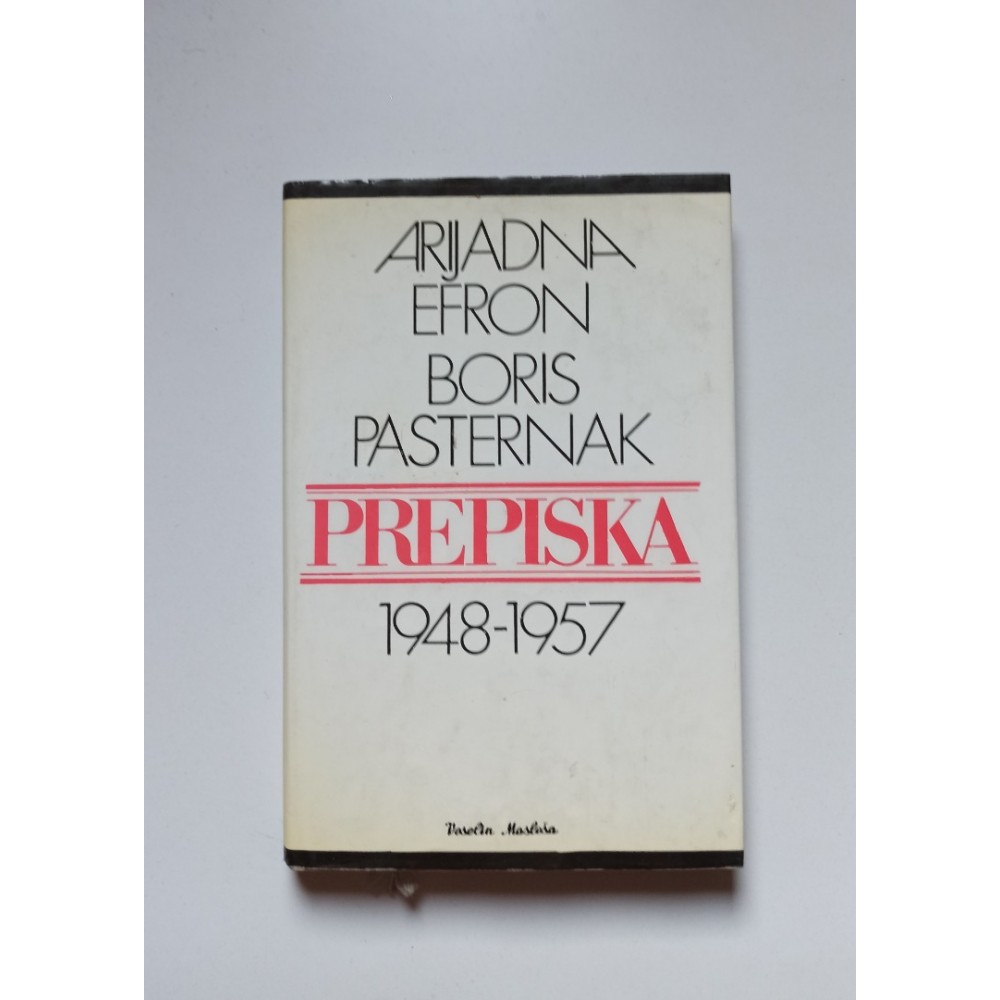 ARIJADNA
EFRON
BORIS
PASTERNAK
PREPISKA
1948-1957
Veselin Masleša